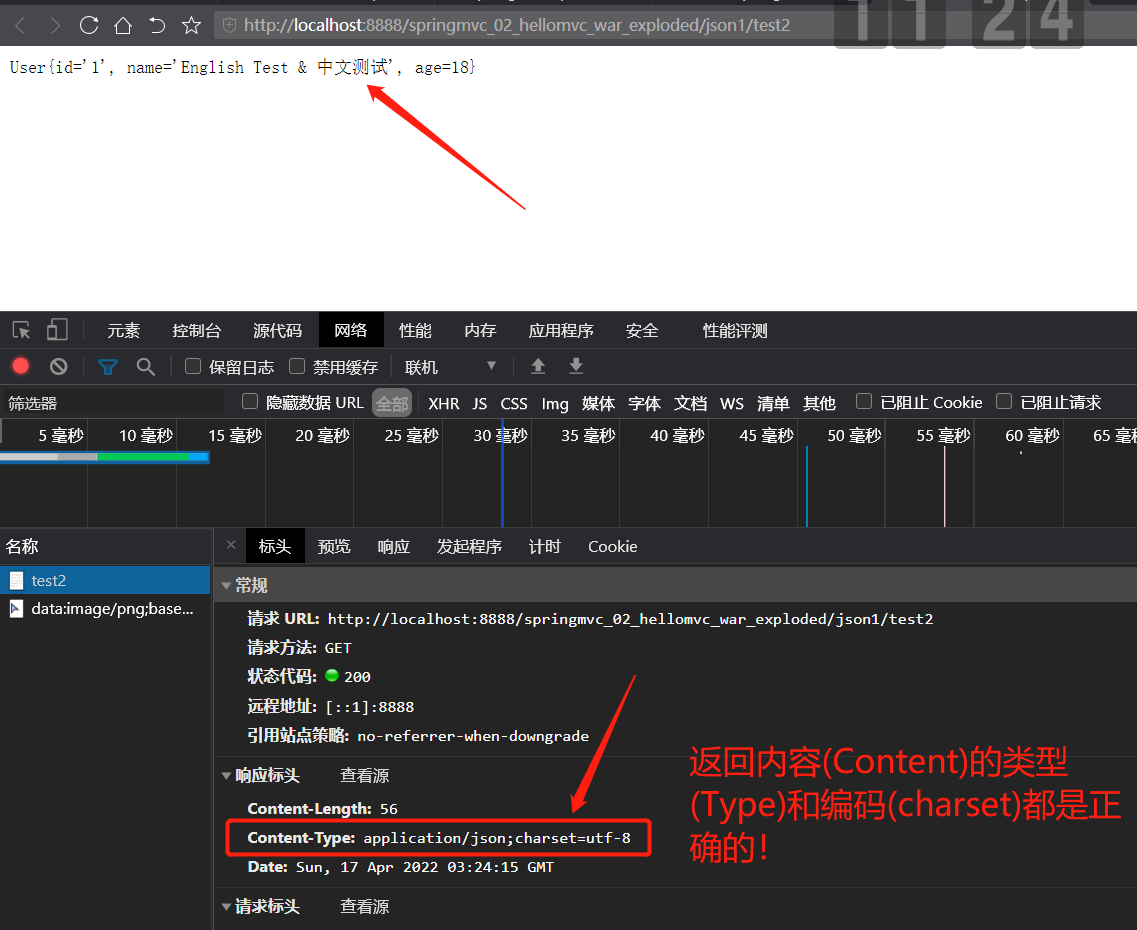 http://localhost:8888/springmvc_02_hellomvc_war_exploded/json1/test2
11 24
User{id='1', name='English Test & 中文测试', age=18}
元素 控制台 源代码 网络 性能 内存 应用程序 安全 性能评测
保留日志 禁用缓存 联机
筛选器 隐藏数据 URL 全部 XHR JS CSS Img 媒体 字体 文档 WS 清单 其他 已阻止 Cookie 已阻止请求
5 毫秒 10 毫秒 15 毫秒 20 毫秒 25 毫秒 30 毫秒 35 毫秒 40 毫秒 45 毫秒 50 毫秒 55 毫秒 60 毫秒 65 毫秒
名称 标头 预览 响应 发起程序 计时 Cookie
test2
data:image/png;base...
常规
请求 URL: http://localhost:8888/springmvc_02_hellomvc_war_exploded/json1/test2
请求方法: GET
状态代码: 200
远程地址: [::1]:8888
引用站点策略: no-referrer-when-downgrade
响应标头 查看源
Content-Length: 56
Content-Type: application/json;charset=utf-8
Date: Sun, 17 Apr 2022 03:24:15 GMT
返回内容(Content)的类型
(Type)和编码(charset)都是正
确的！
请求标头 查看源